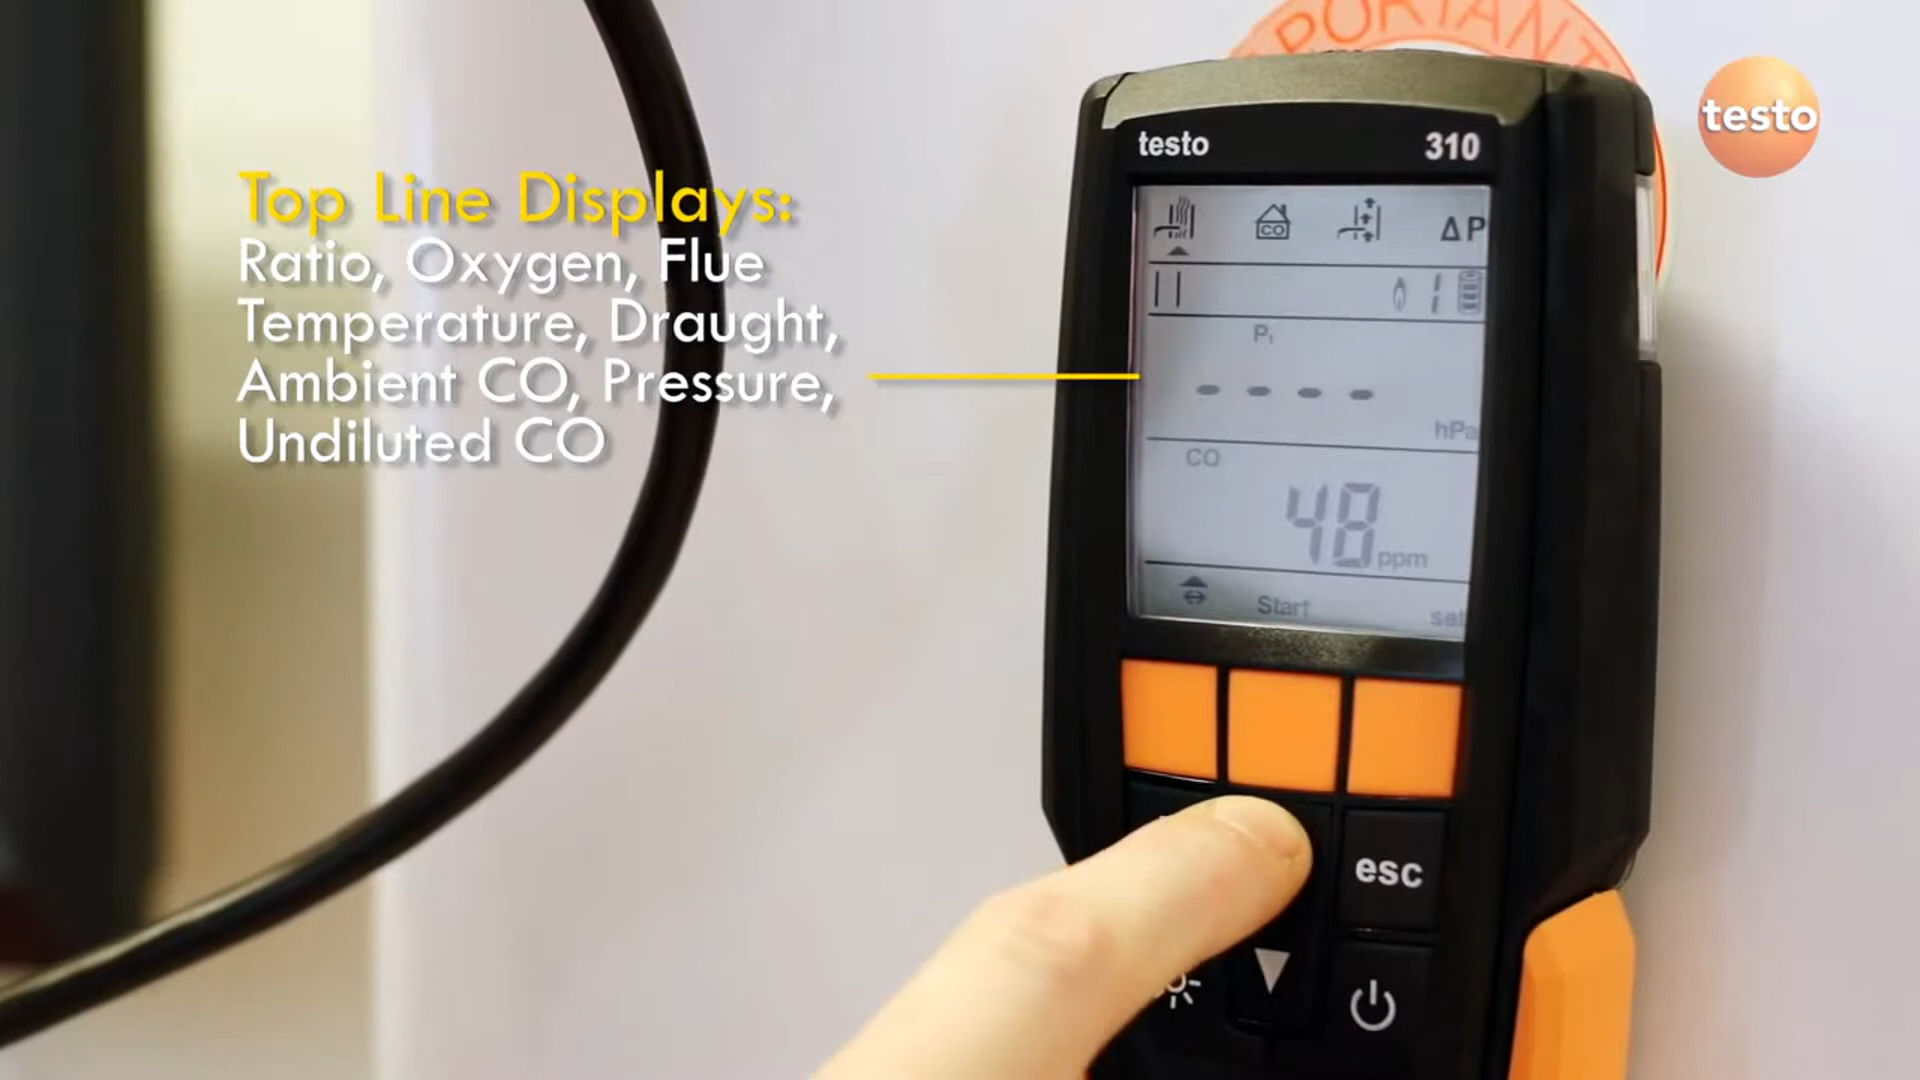 PORTANT
testo
testo 310
Top Line Displays:
Ratio, Oxygen, Flue
Temperature, Draught,
Ambient CO, Pressure,
Undiluted CO
CO
ΔP
P₁
- - - -
hPa
CO
48 ppm
Start
esc